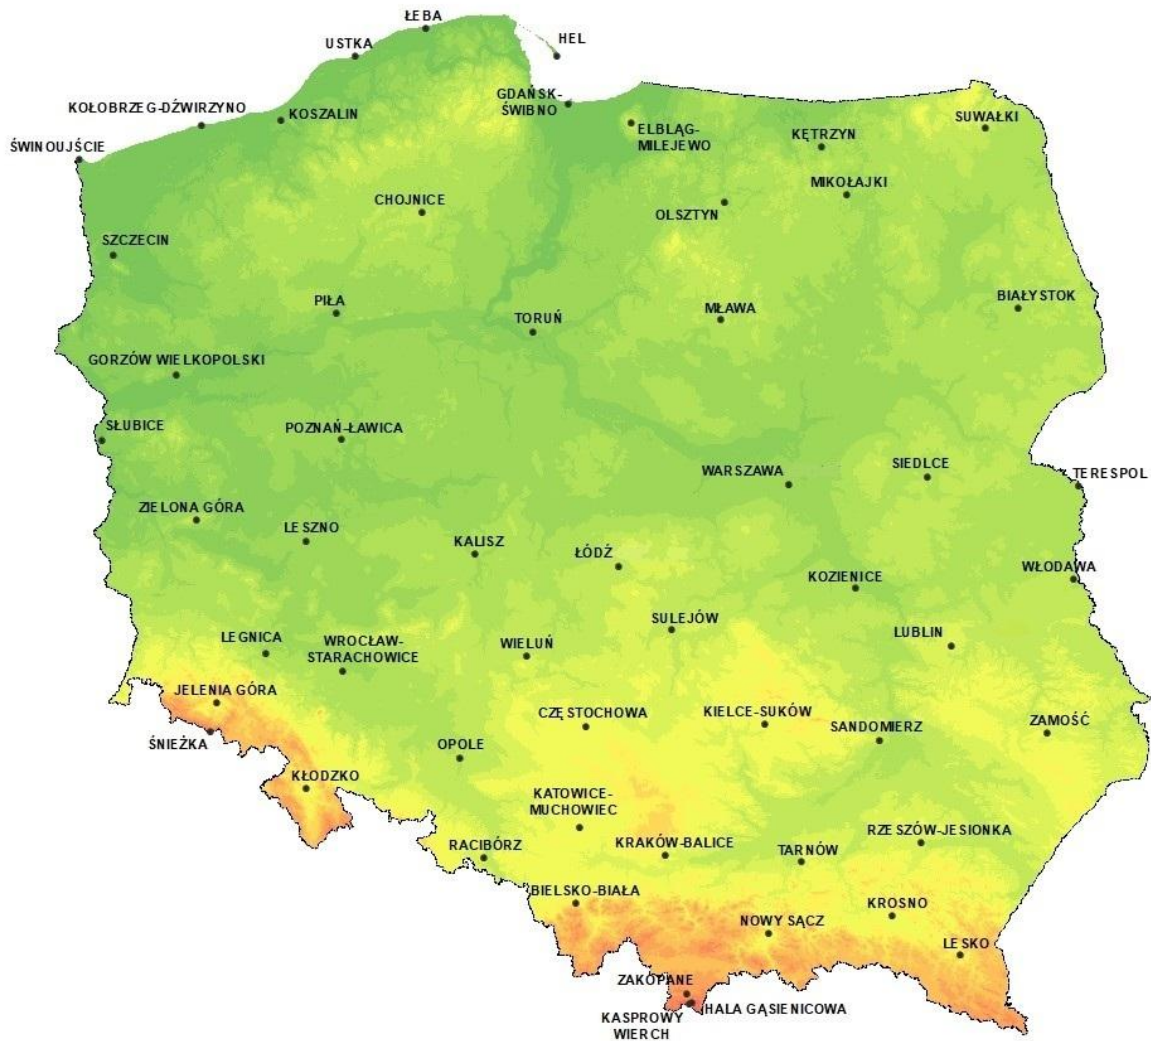 ŁEBA
USTKA
HEL
KOŁOBRZEG-DŹWIRZYNO
KOSZALIN
GDAŃSK-
ŚWIBNO
ELBLĄG-
MILEJEWO
KĘTRZYN
SUWAŁKI
ŚWINOUJŚCIE
CHOJNICE
OLSZTYN
MIKOŁAJKI
SZCZECIN
PIŁA
TORUŃ
MŁAWA
BIAŁYSTOK
GORZÓW WIELKOPOLSKI
SŁUBICE
POZNAŃ-ŁAWICA
WARSZAWA
SIEDLCE
TERESPOL
ZIELONA GÓRA
LESZNO
KALISZ
ŁÓDŹ
KOZIENICE
WŁODAWA
LEGNICA
WROCŁAW-
STARACHOWICE
WIELUŃ
SULEJÓW
LUBLIN
JELENIA GÓRA
CZĘSTOCHOWA
KIELCE-SUKÓW
SANDOMIERZ
ZAMOŚĆ
ŚNIEŻKA
OPOLE
KŁODZKO
KATOWICE-
MUCHOWIEC
RACIBÓRZ
KRAKÓW-BALICE
TARNÓW
RZESZÓW-JESIONKA
BIELSKO-BIAŁA
NOWY SĄCZ
KROSNO
LESKO
ZAKOPANE
KASPROWY
WIERCH
HALA GĄSIENICOWA